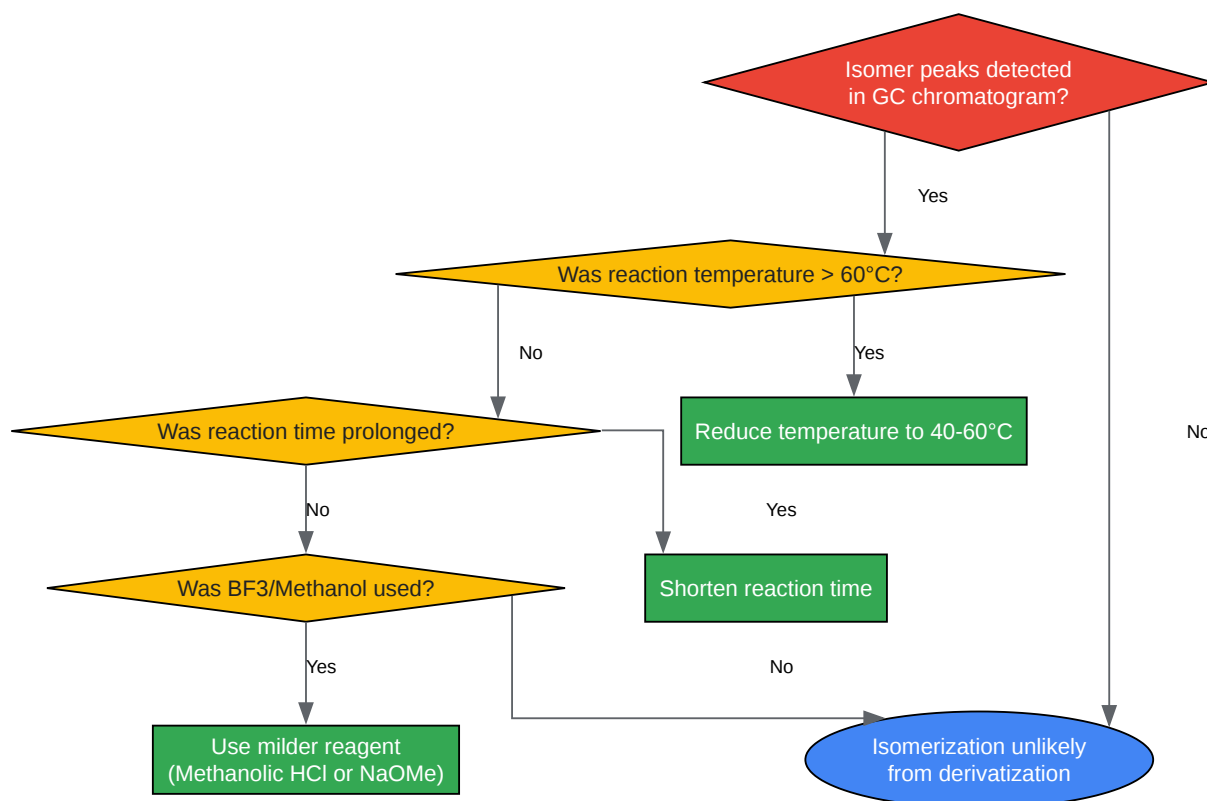 Isomer peaks detected
in GC chromatogram?
Yes
Was reaction temperature > 60°C?
No
Yes
Was reaction time prolonged?
Reduce temperature to 40-60°C
No
No
Yes
Was BF3/Methanol used?
Shorten reaction time
Yes
No
Use milder reagent
(Methanolic HCl or NaOMe)
Isomerization unlikely
from derivatization